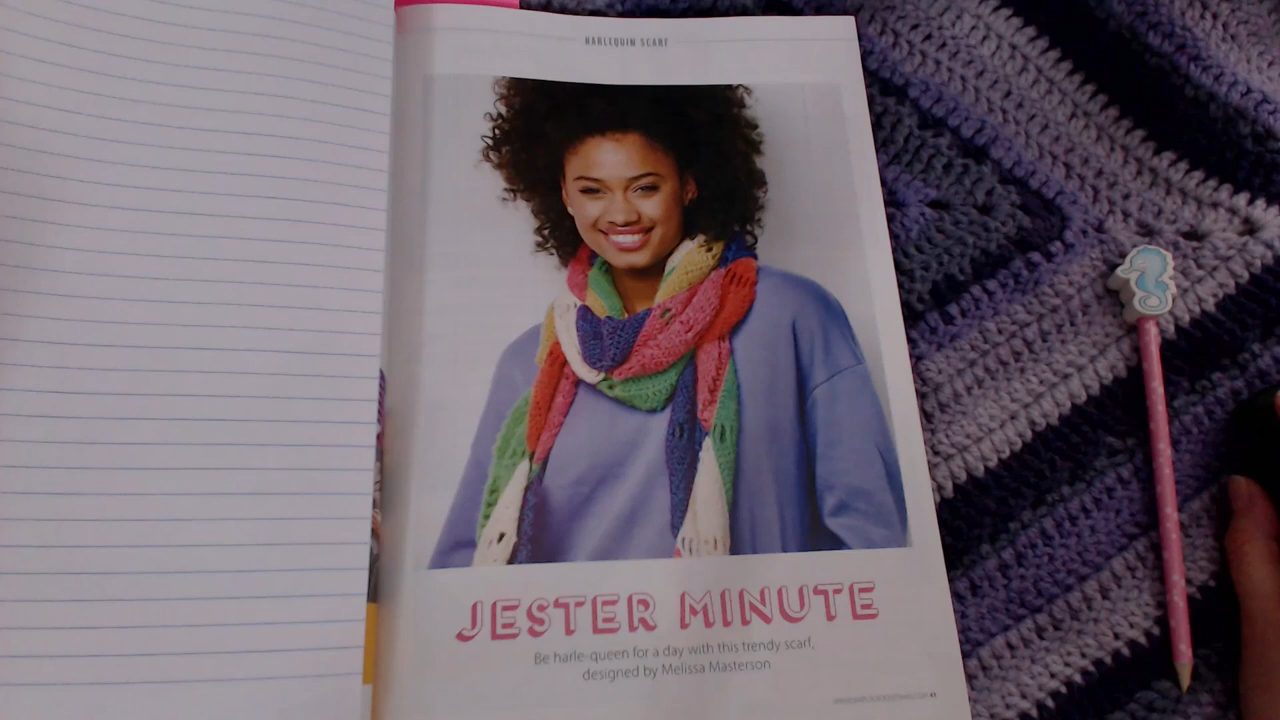 HARLEQUIN SCARF
JESTER MINUTE
Be harle-queen for a day with this trendy scarf,
designed by Melissa Masterson